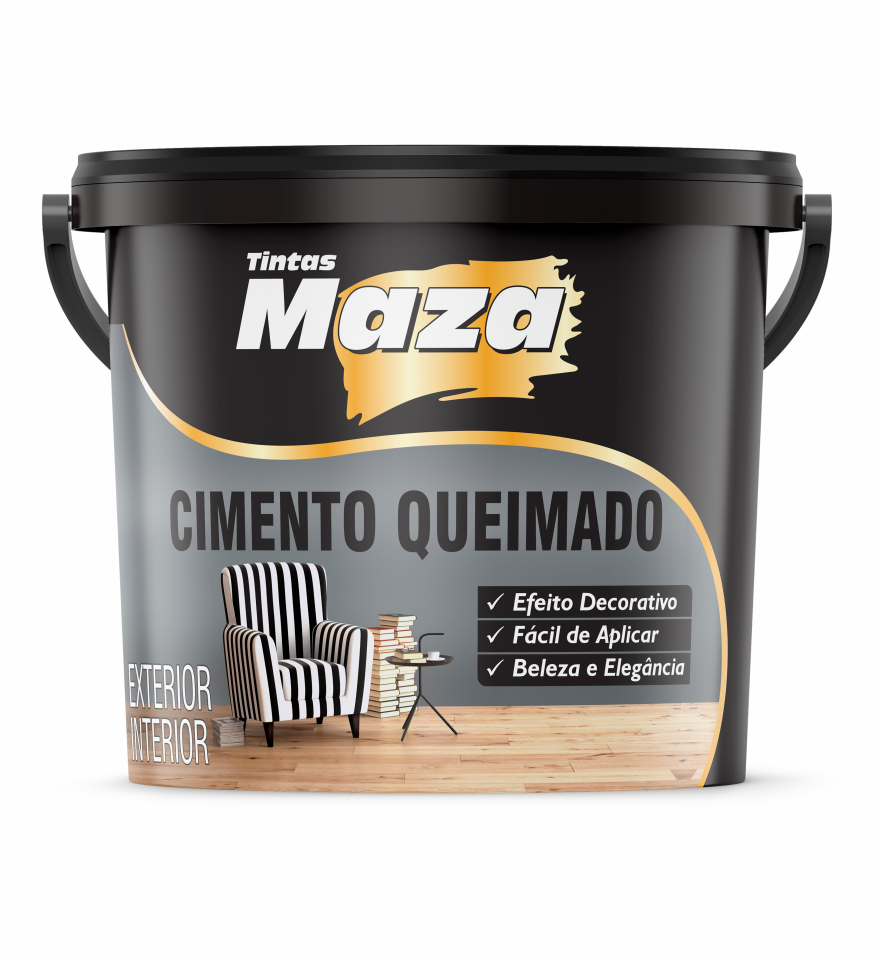 Tintas
Maza
CIMENTO QUEIMADO
✓ Efeito Decorativo
✓ Fácil de Aplicar
✓ Beleza e Elegância
EXTERIOR
INTERIOR